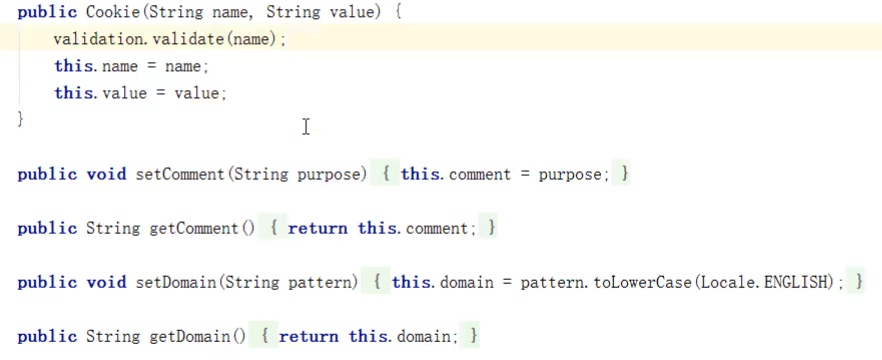 public Cookie(String name, String value) {
validation.validate(name);
this.name = name;
this.value = value;
}
public void setComment(String purpose) { this.comment = purpose; }
public String getComment() { return this.comment; }
public void setDomain(String pattern) { this.domain = pattern.toLowerCase(Locale.ENGLISH); }
public String getDomain() { return this.domain; }